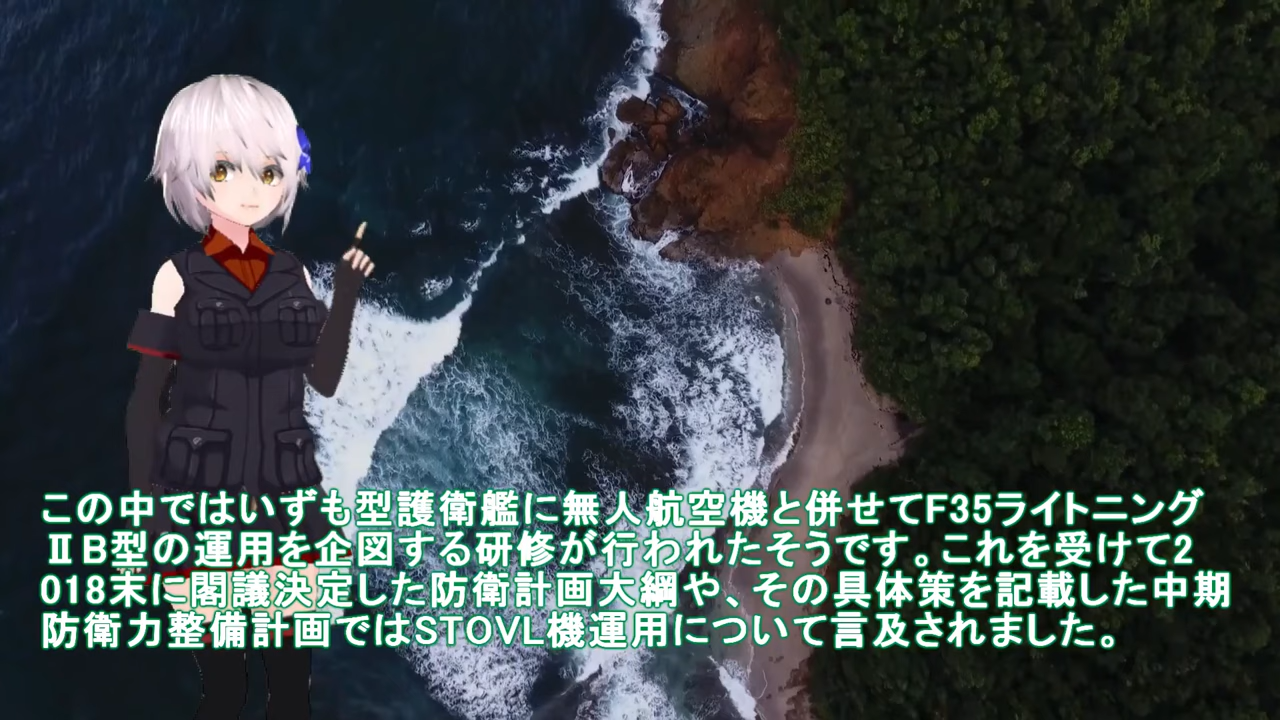 この中ではいずも型護衛艦に無人航空機と併せてF35ライトニング
ⅡB型の運用を企図する研修が行われたそうです。これを受けて2
018末に閣議決定した防衛計画大綱や、その具体策を記載した中期
防衛力整備計画ではSTOVL機運用について言及されました。